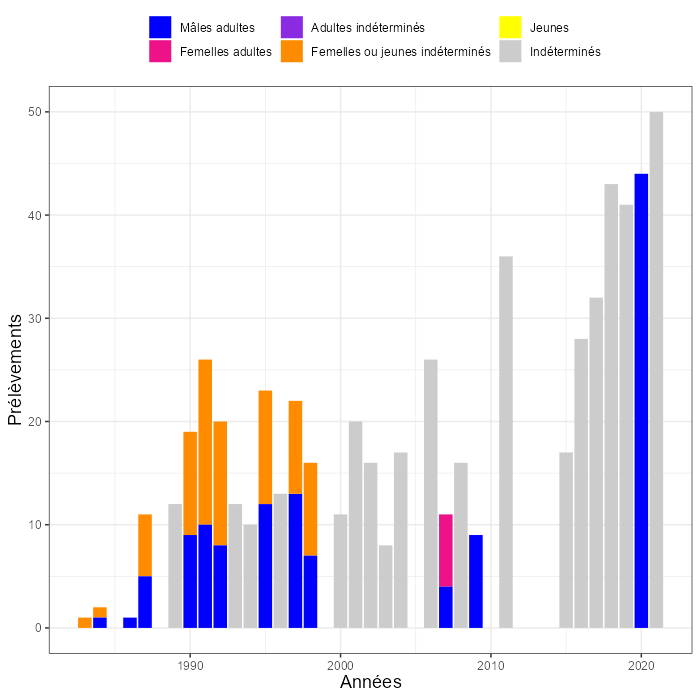 Mâles adultes
Adultes indéterminés
Jeunes
Femelles adultes
Femelles ou jeunes indéterminés
Indéterminés
50
40
30
20
10
0
Prélèvements
1990
2000
2010
2020
Années